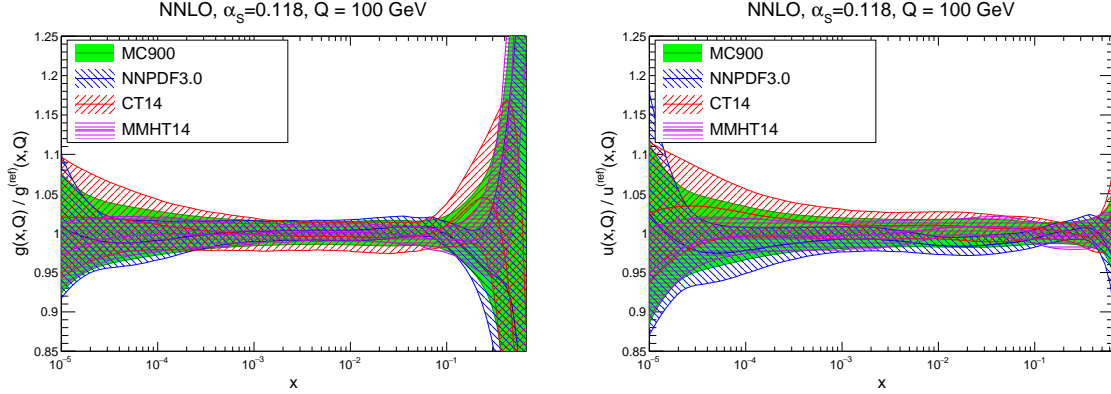 NNLO, αS=0.118, Q = 100 GeV
g(x,Q) / g(ref)(x,Q)
1.25
1.2
1.15
1.1
1.05
1
0.95
0.9
0.85
MC900
NNPDF3.0
CT14
MMHT14
10−5
10−4
10−3
10−2
10−1
x
NNLO, αS=0.118, Q = 100 GeV
u(x,Q) / u(ref)(x,Q)
1.25
1.2
1.15
1.1
1.05
1
0.95
0.9
0.85
MC900
NNPDF3.0
CT14
MMHT14
10−5
10−4
10−3
10−2
10−1
x